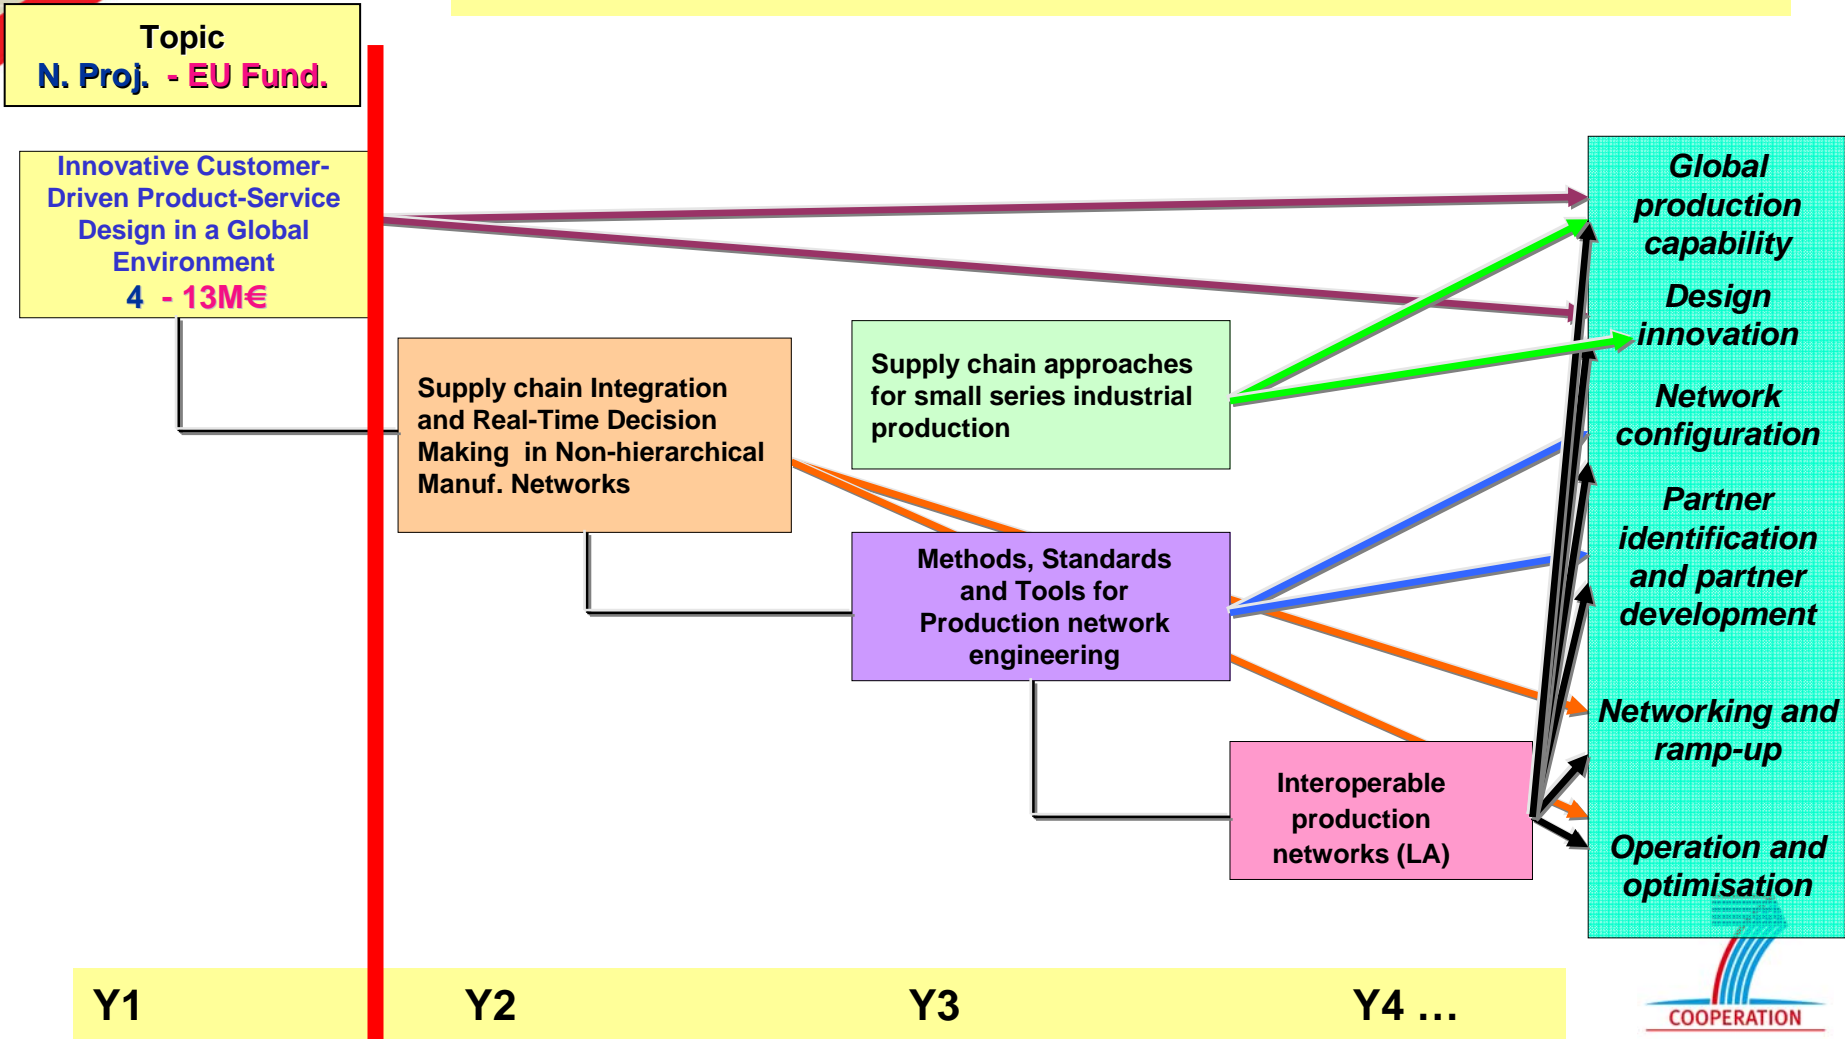 Topic
N. Proj. - EU Fund.
Innovative Customer-
Driven Product-Service
Design in a Global
Environment
4 - 13M€
Supply chain Integration
and Real-Time Decision
Making in Non-hierarchical
Manuf. Networks
Supply chain approaches
for small series industrial
production
Methods, Standards
and Tools for
Production network
engineering
Interoperable
production
networks (LA)
Global
production
capability
Design
innovation
Network
configuration
Partner
identification
and partner
development
Networking and
ramp-up
Operation and
optimisation
Y1
Y2
Y3
Y4 …
COOPERATION